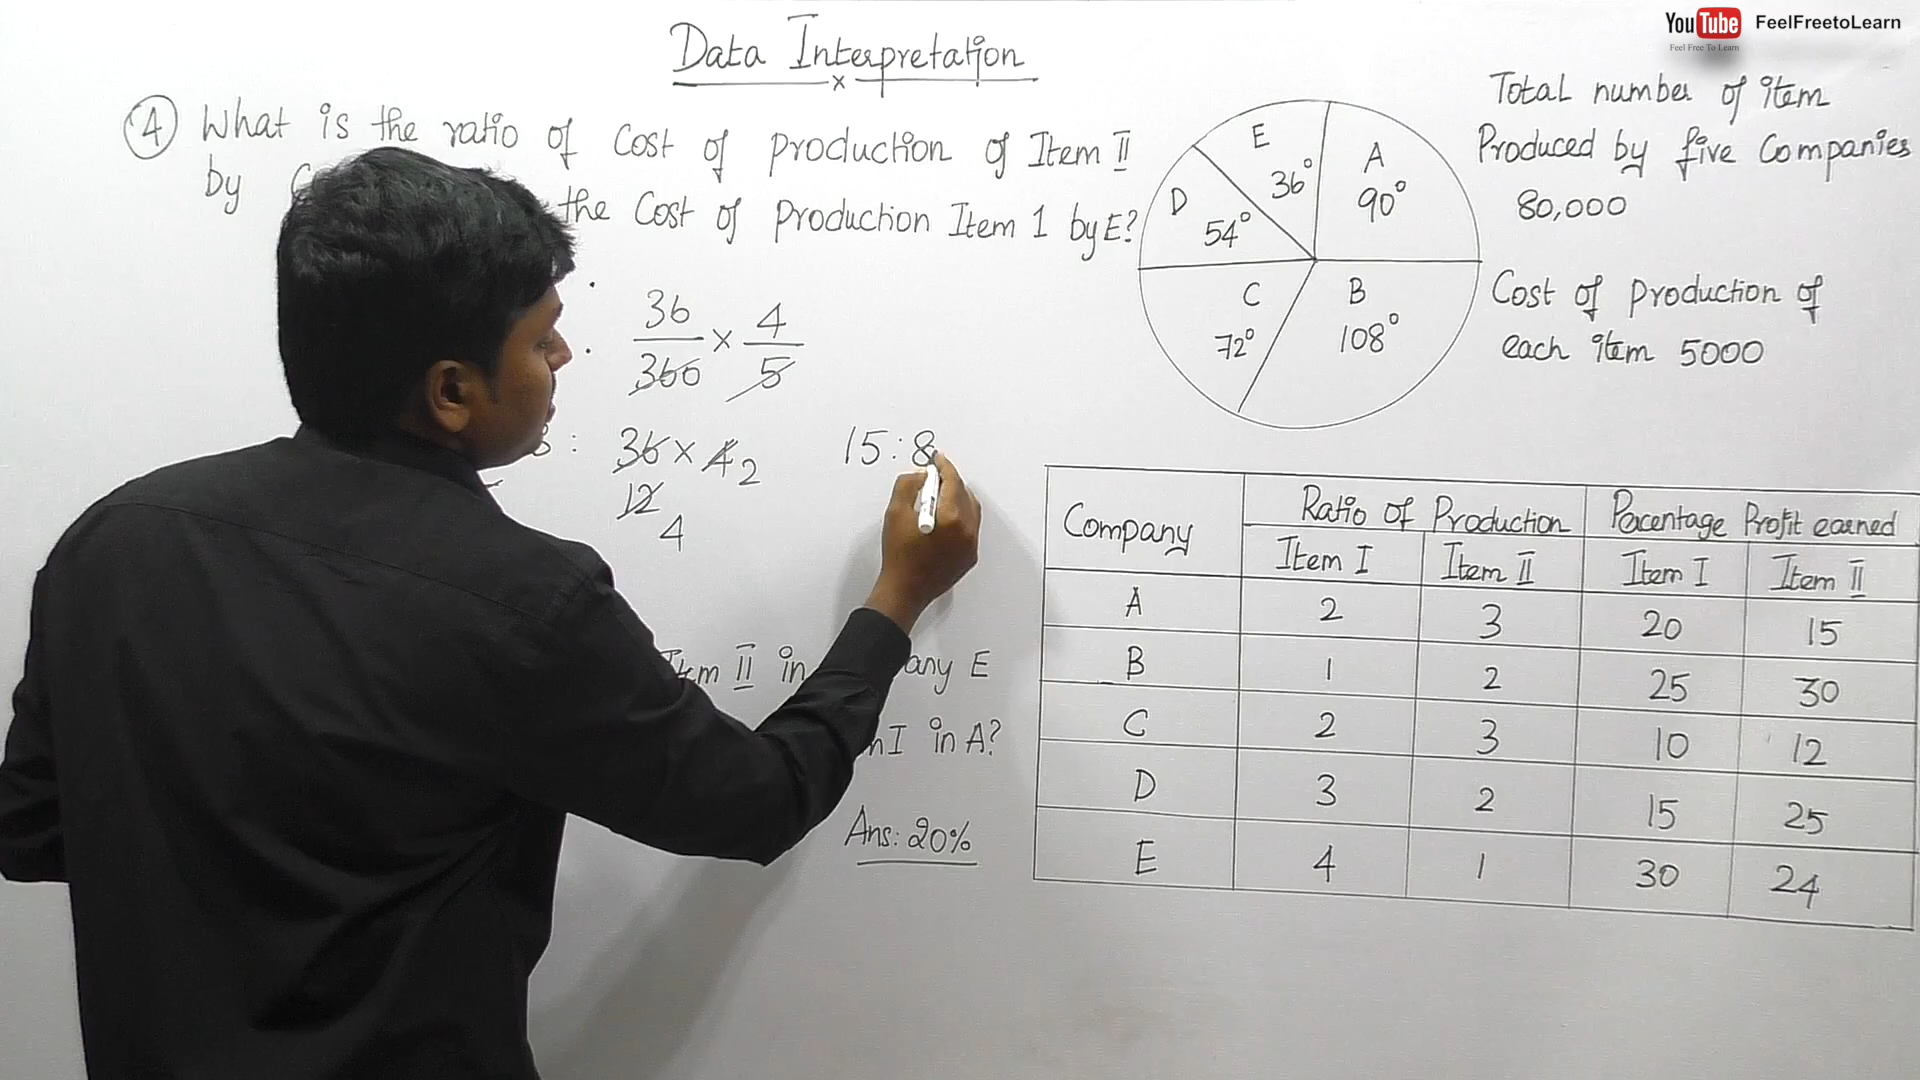 YouTube FeelFreetoLearn
Feel Free To Learn
Data Interpretation
x
④ What is the ratio of Cost of production of Item II
by the Cost of production Item 1 by E?
36 / 360 × 4 / 5
: 36 × 4 2
12
4
15 : 8
Item II in any E
I in A?
Ans: 20%
E
36°
A
90°
D
54°
C
72°
B
108°
Total number of item
Produced by five Companies
80,000
Cost of production of
each item 5000
Company Ratio of Production Pacentage Profit earned
Item I Item II Item I Item II
A 2 3 20 15
B 1 2 25 30
C 2 3 10 12
D 3 2 15 25
E 4 1 30 24